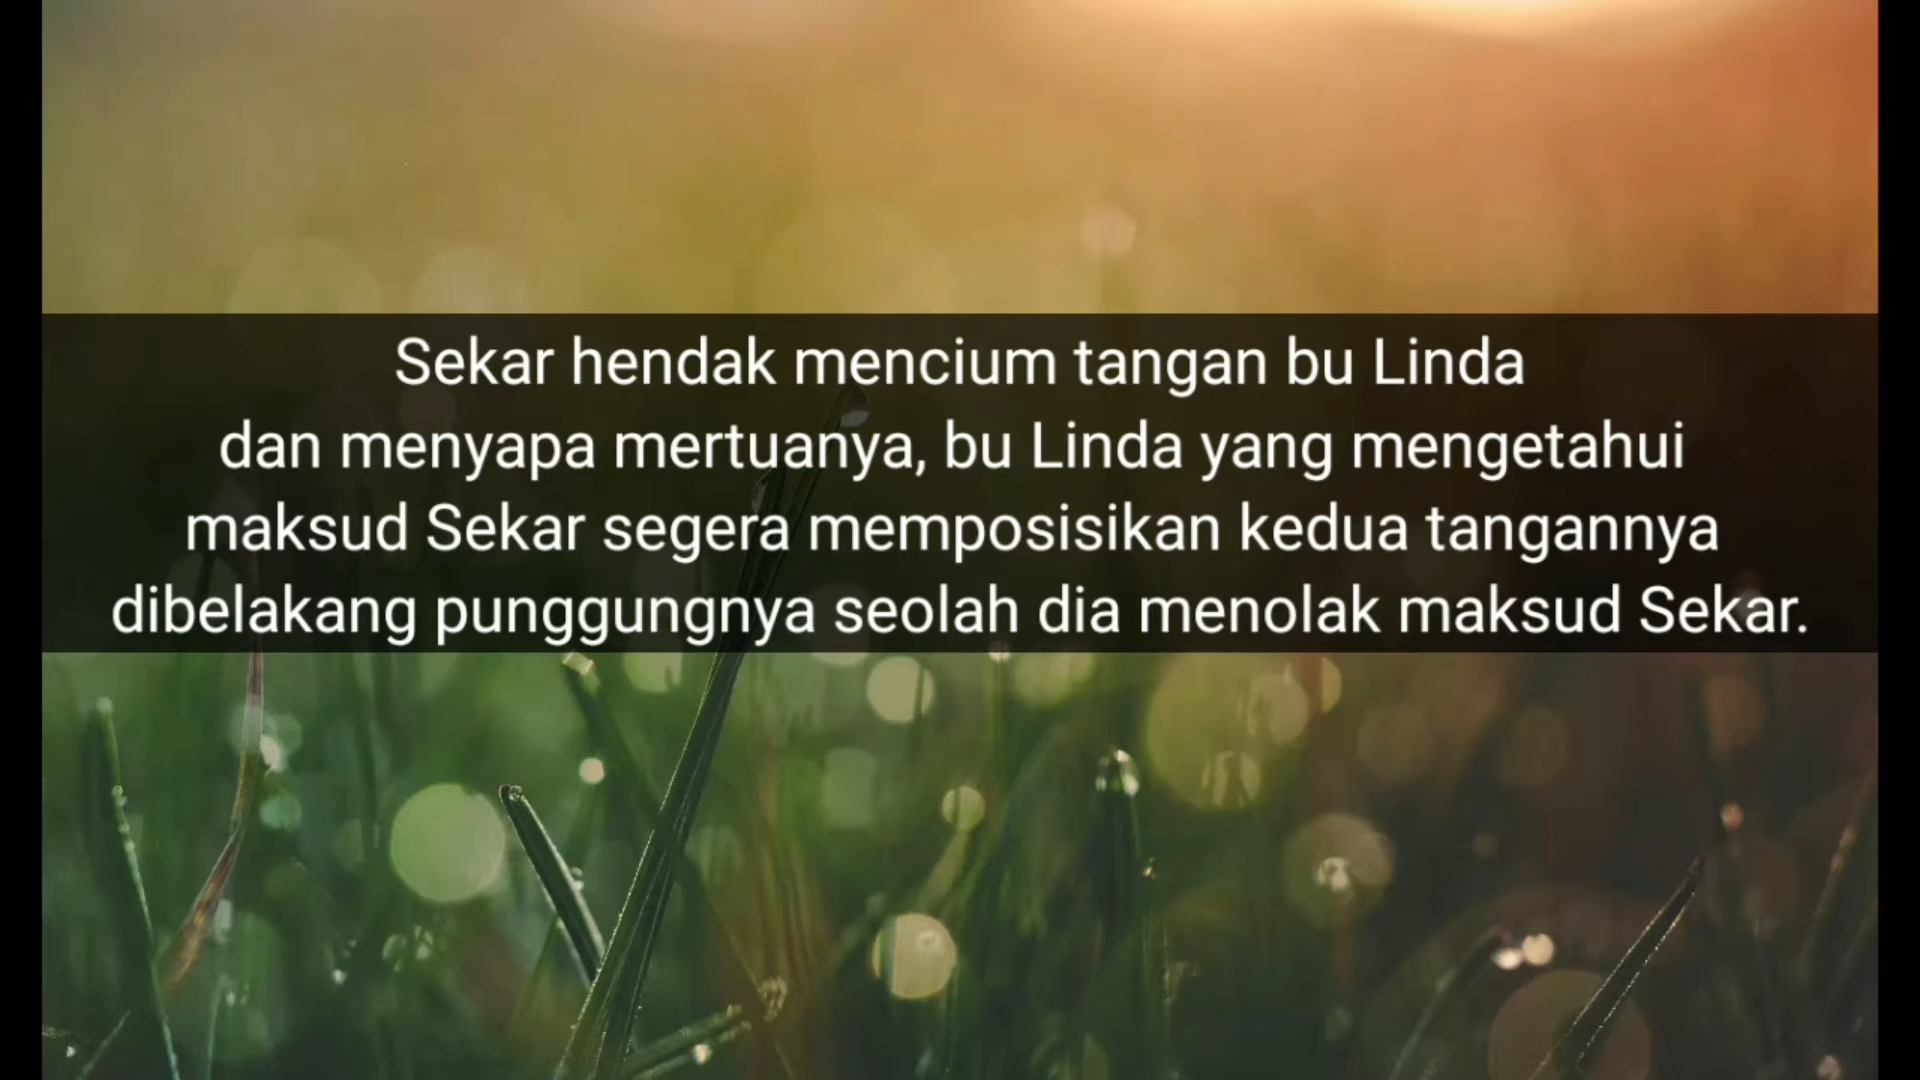 Sekar hendak mencium tangan bu Linda
dan menyapa mertuanya, bu Linda yang mengetahui
maksud Sekar segera memposisikan kedua tangannya
dibelakang punggungnya seolah dia menolak maksud Sekar.